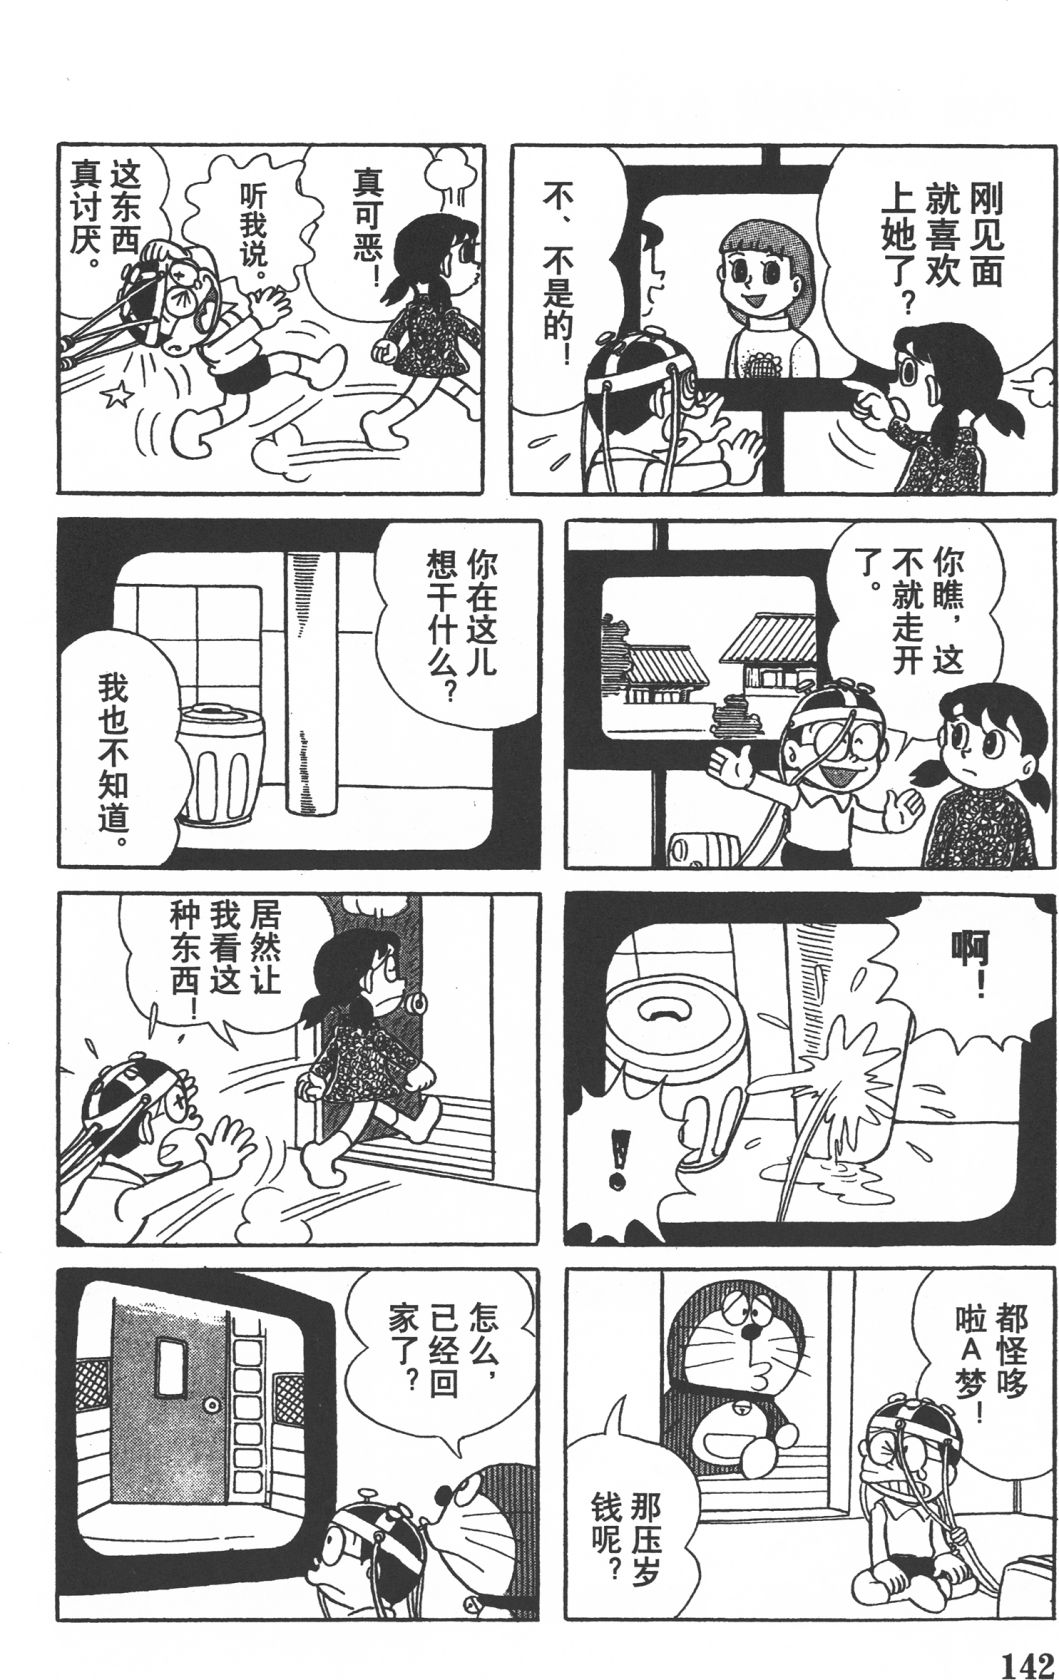 刚见面
就喜欢
上她了？
不、不是的！
真可恶！
听我说。
这东西
真讨厌。
你瞧，这
不就走开
了。
你在这儿
想干什么？
我也不知道。
啊！
！
居然让
我看这
种东西！
都怪哆
啦A梦！
那压岁
钱呢？
怎么，
已经回
家了？
142